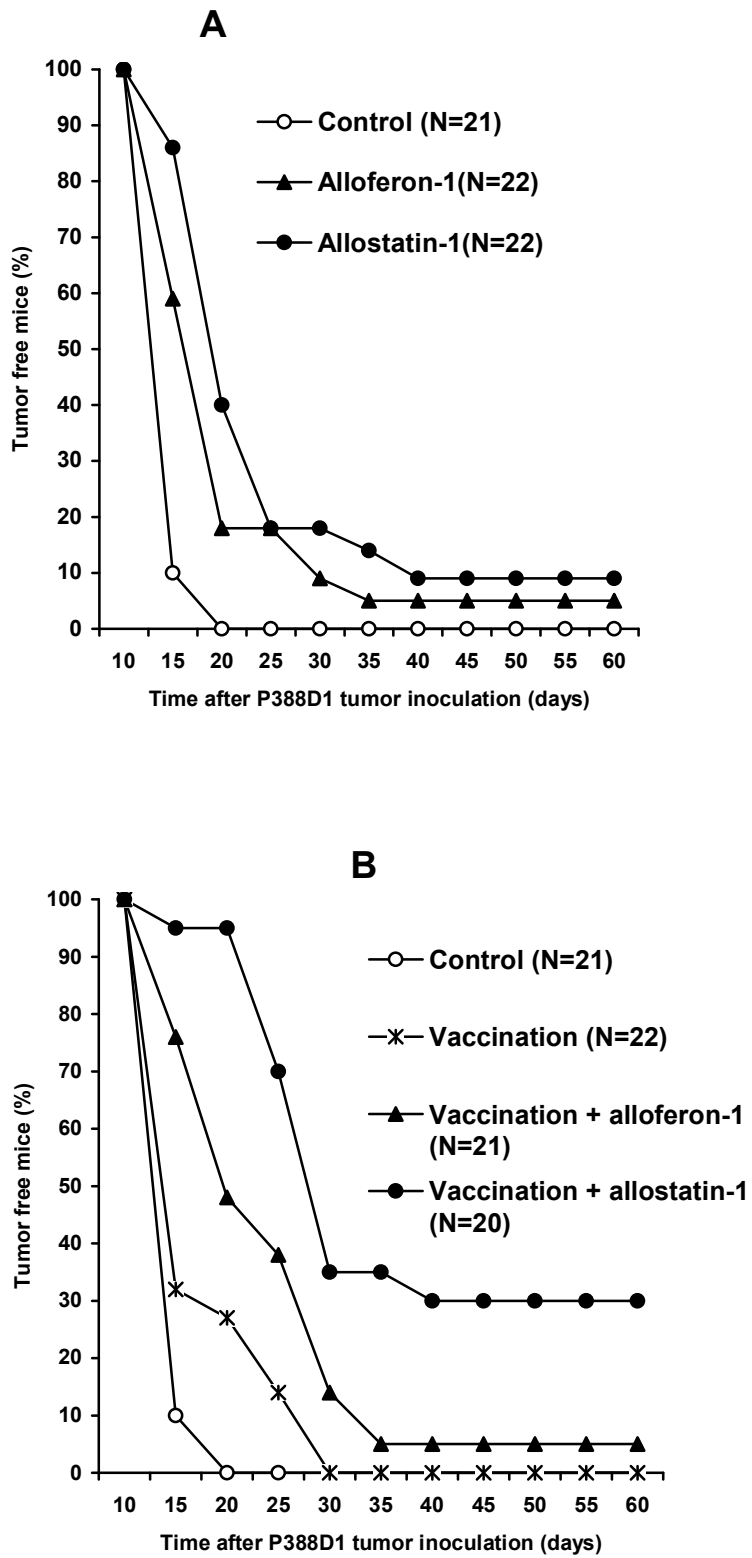 A
100
90
80
70
60
50
40
30
20
10
0
Tumor free mice (%)
Control (N=21)
Alloferon-1(N=22)
Allostatin-1(N=22)
10 15 20 25 30 35 40 45 50 55 60
Time after P388D1 tumor inoculation (days)
B
100
90
80
70
60
50
40
30
20
10
0
Tumor free mice (%)
Control (N=21)
Vaccination (N=22)
Vaccination + alloferon-1
(N=21)
Vaccination + allostatin-1
(N=20)
10 15 20 25 30 35 40 45 50 55 60
Time after P388D1 tumor inoculation (days)